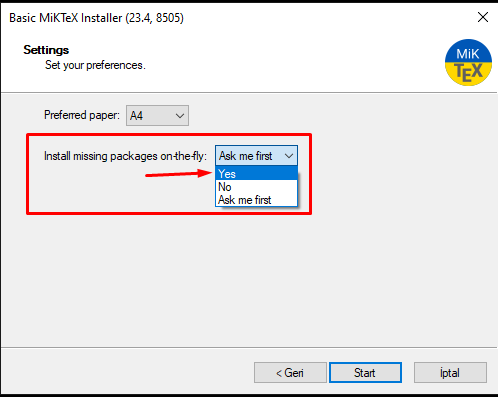 Basic MiKTeX Installer (23.4, 8505)
Settings
Set your preferences.
MiK
TEX
Preferred paper: A4
Install missing packages on-the-fly: Ask me first
Yes
No
Ask me first
< Geri Start İptal